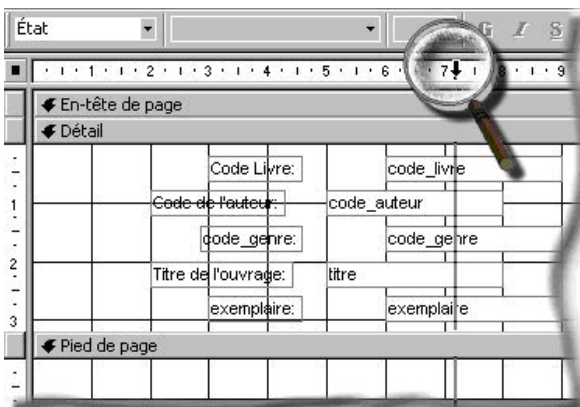 État G I S
1 2 3 4 5 6 7 8 9
En-tête de page
Détail
Code Livre: code_livre
1 Code de l'auteur: code_auteur
code_genre: code_genre
2 Titre de l'ouvrage: titre
exemplaire: exemplaire
3
Pied de page